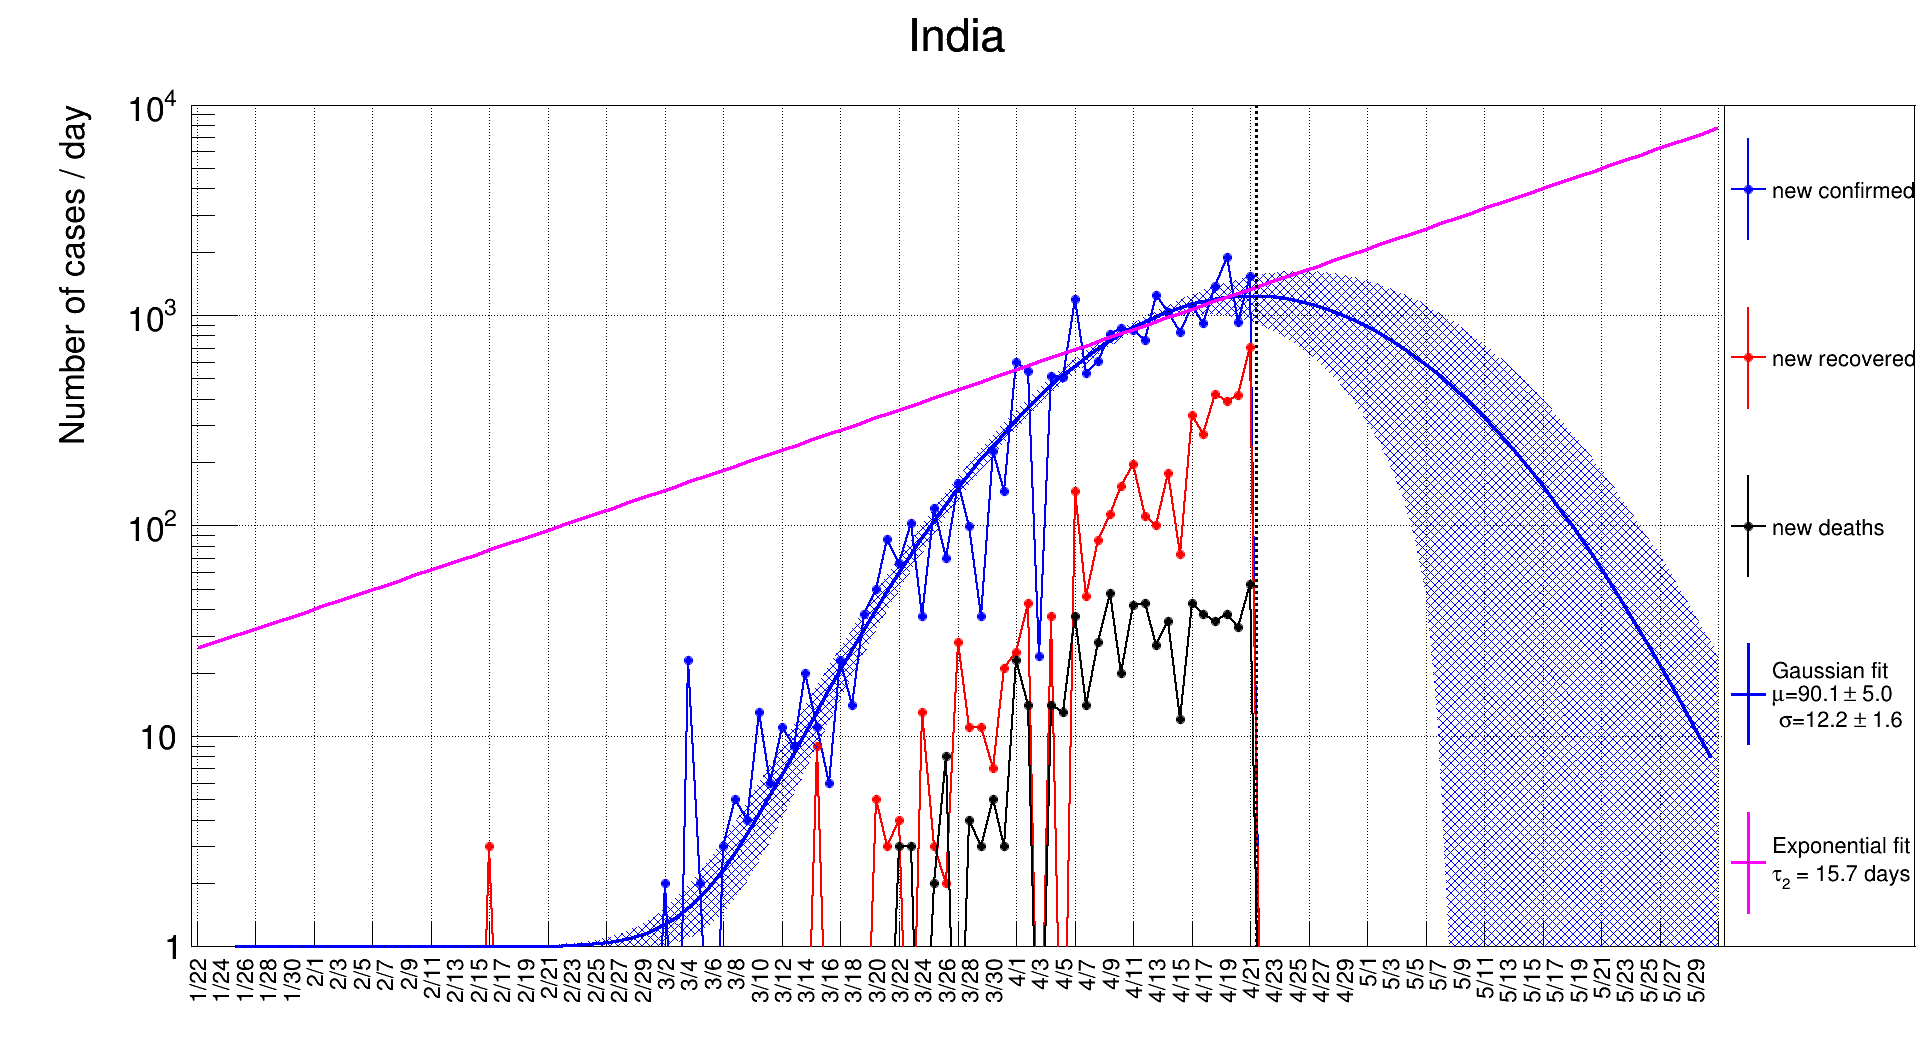 India
Number of cases / day
10⁴
10³
10²
10
1
1/22 1/24 1/26 1/28 1/30 2/1 2/3 2/5 2/7 2/9 2/11 2/13 2/15 2/17 2/19 2/21 2/23 2/25 2/27 2/29 3/2 3/4 3/6 3/8 3/10 3/12 3/14 3/16 3/18 3/20 3/22 3/24 3/26 3/28 3/30 4/1 4/3 4/5 4/7 4/9 4/11 4/13 4/15 4/17 4/19 4/21 4/23 4/25 4/27 4/29 5/1 5/3 5/5 5/7 5/9 5/11 5/13 5/15 5/17 5/19 5/21 5/23 5/25 5/27 5/29
new confirmed
new recovered
new deaths
Gaussian fit
μ=90.1 ± 5.0
σ=12.2 ± 1.6
Exponential fit
τ₂ = 15.7 days